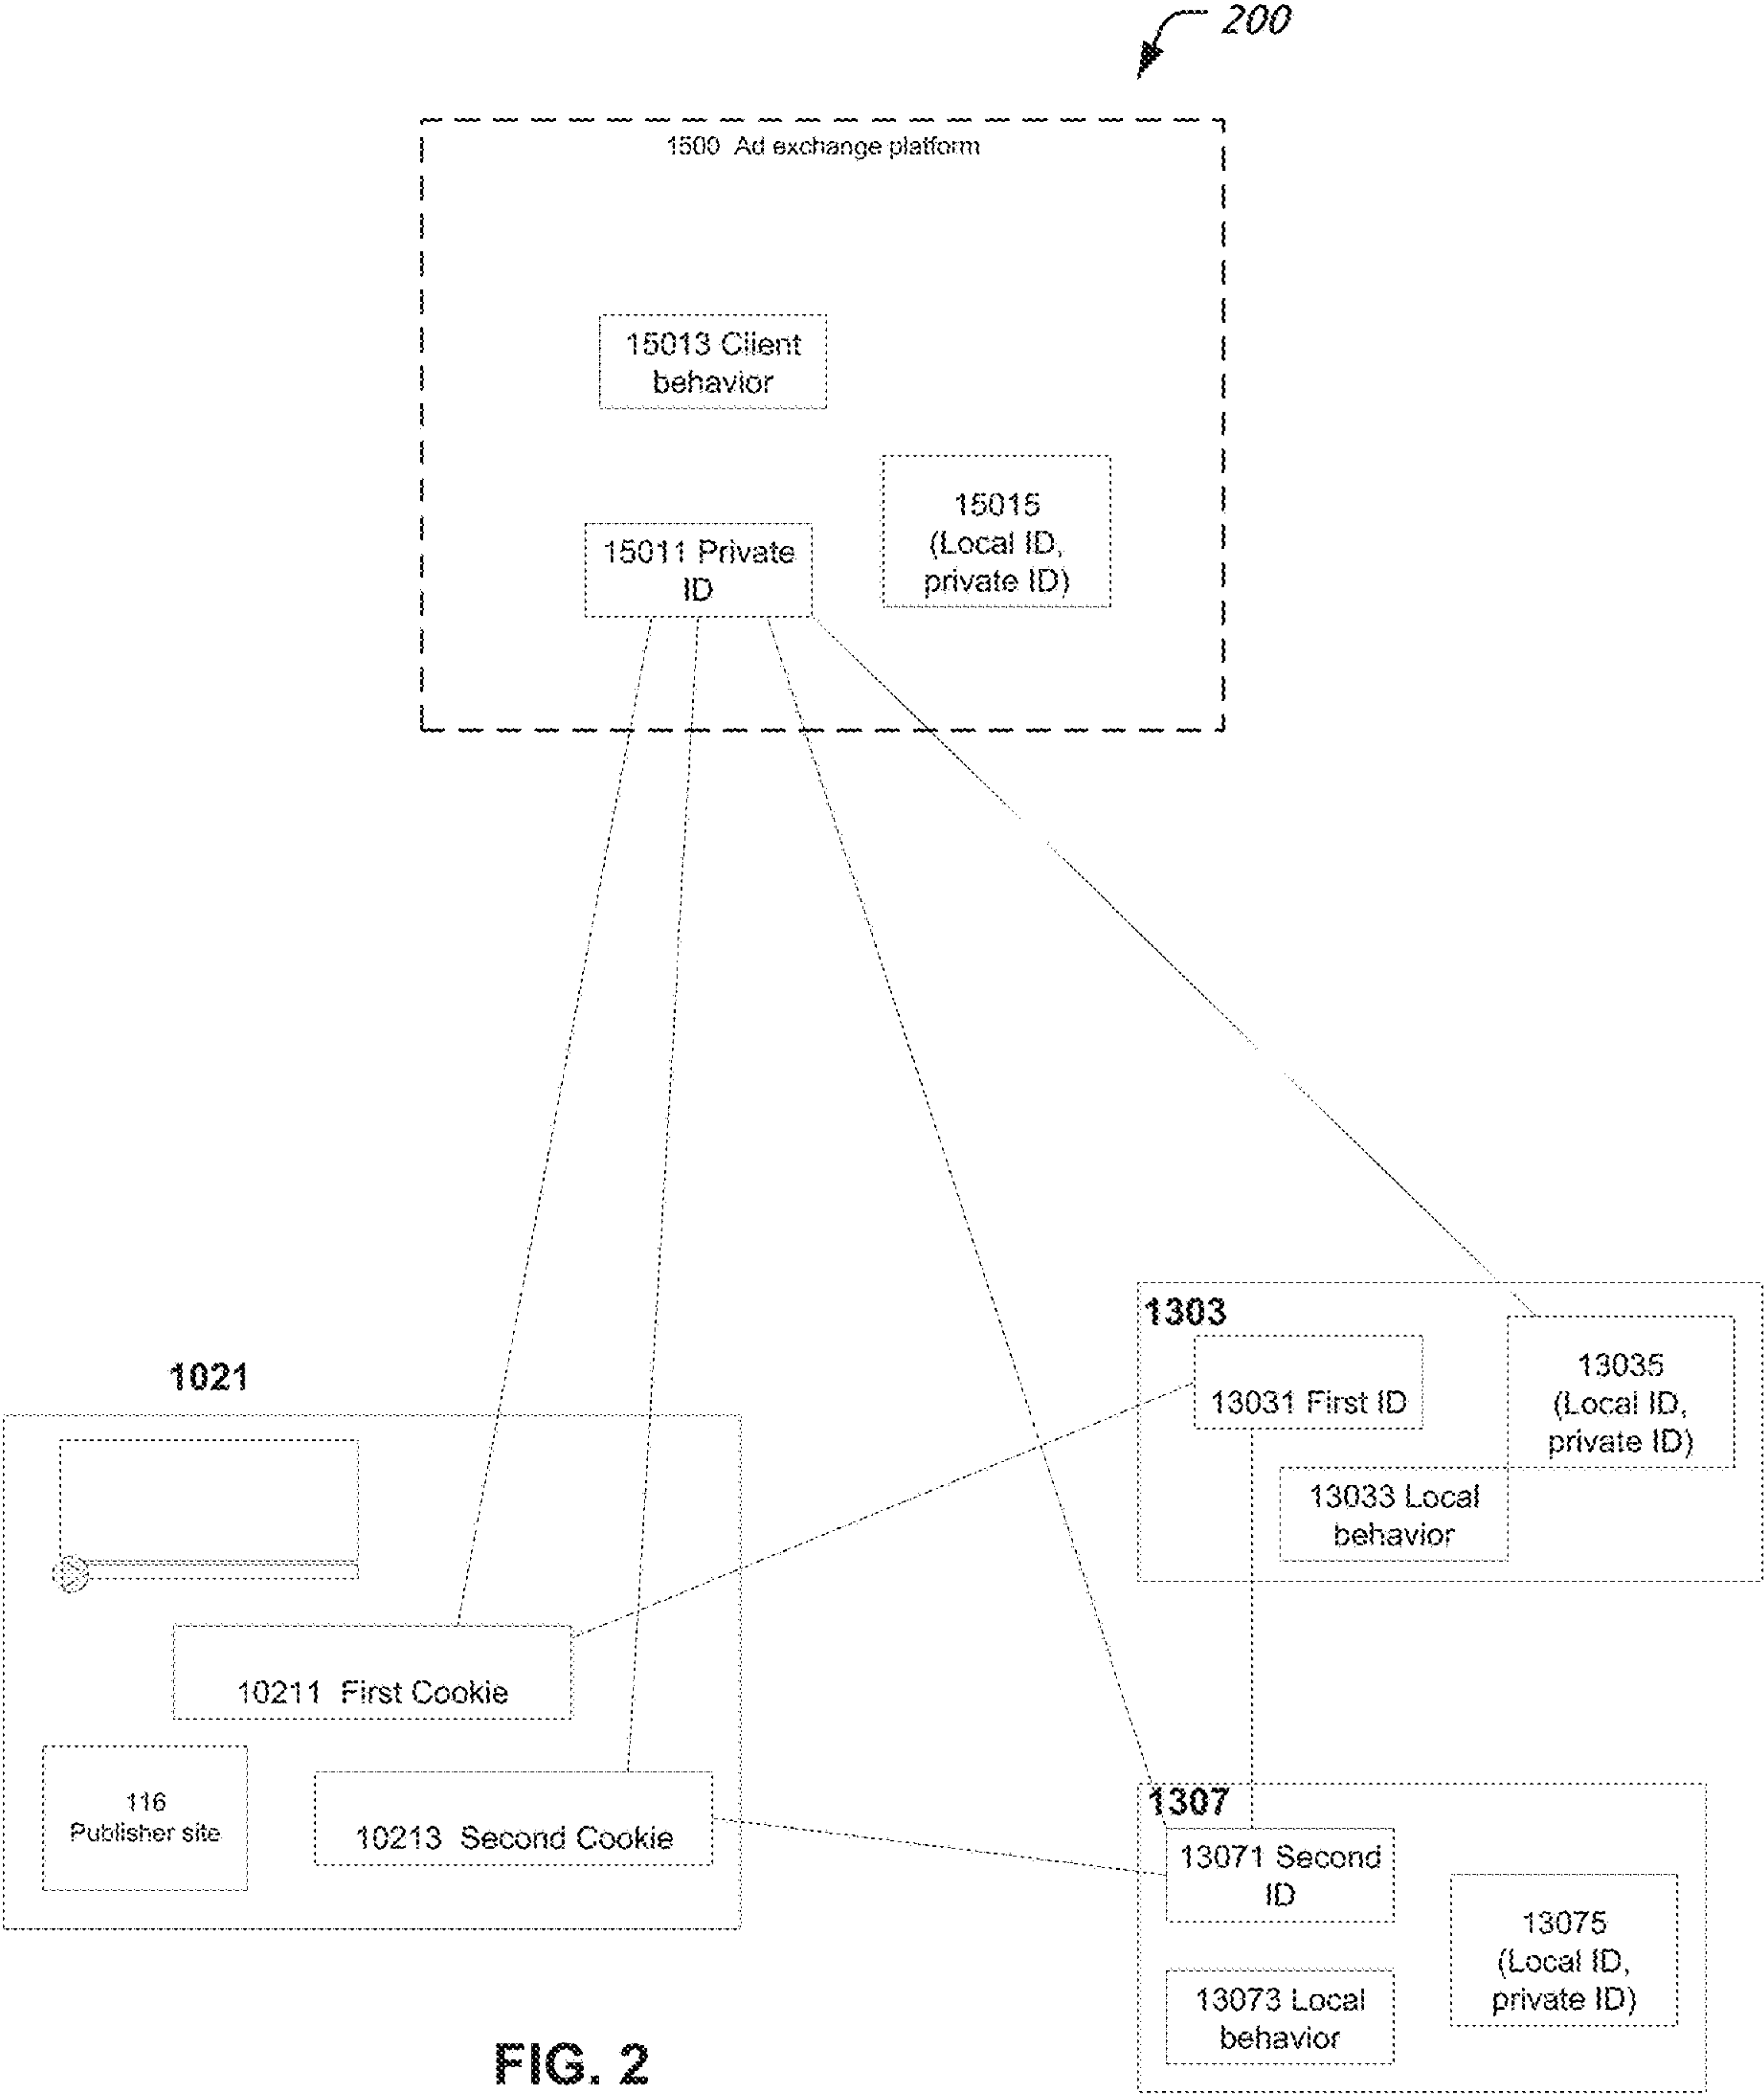 200
1500 Ad exchange platform
15013 Client
behavior
15015
(Local ID,
private ID)
15011 Private
ID
1303
13031 First ID
13035
(Local ID,
private ID)
13033 Local
behavior
1021
10211 First Cookie
116
Publisher site
10213 Second Cookie
1307
13071 Second
ID
13075
(Local ID,
private ID)
13073 Local
behavior
FIG. 2